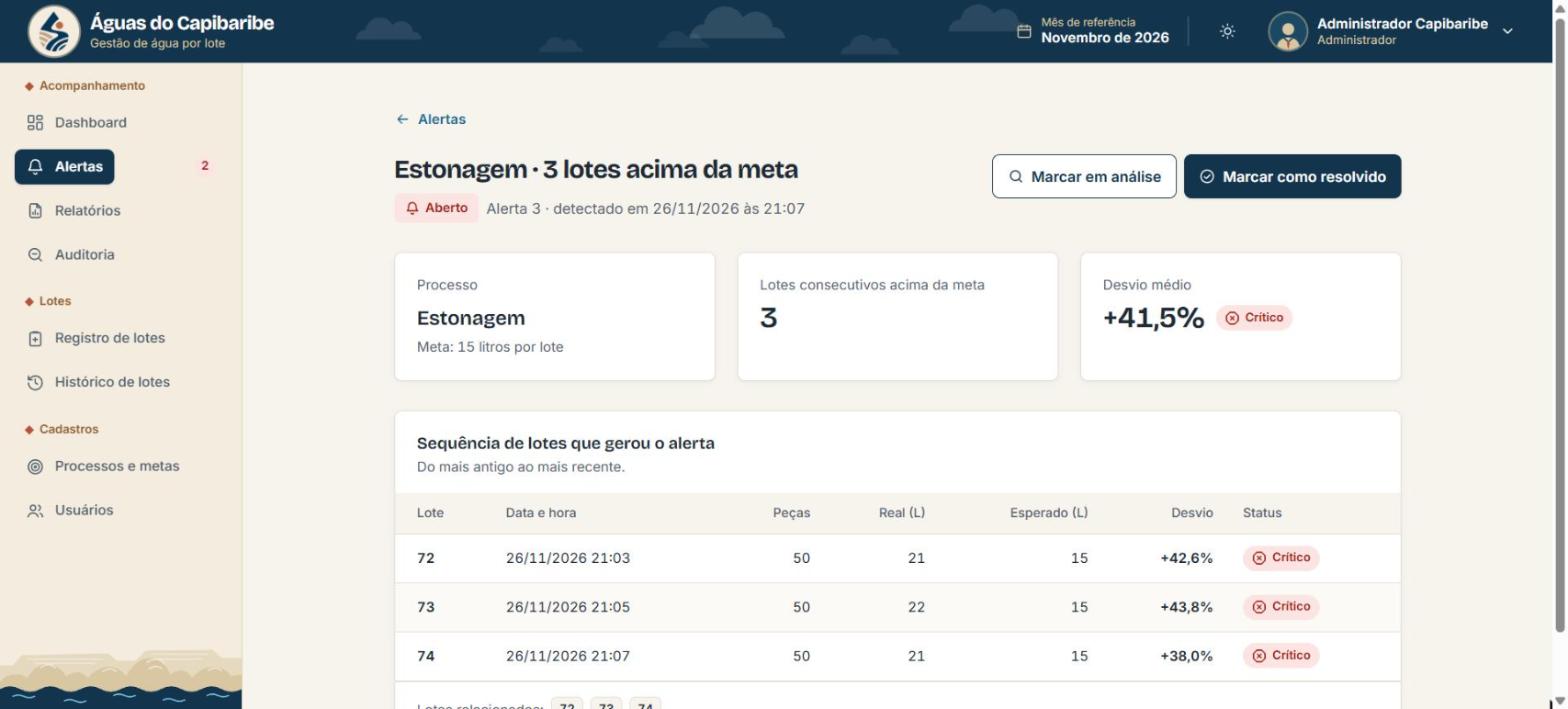 Águas do Capibaribe
Gestão de água por lote
Mês de referência
Novembro de 2026
Administrador Capibaribe
Administrador
Acompanhamento
Dashboard
Alertas 2
Relatórios
Auditoria
Lotes
Registro de lotes
Histórico de lotes
Cadastros
Processos e metas
Usuários
← Alertas
Estonagem · 3 lotes acima da meta
Marcar em análise
Marcar como resolvido
Aberto Alerta 3 · detectado em 26/11/2026 às 21:07
Processo
Estonagem
Meta: 15 litros por lote
Lotes consecutivos acima da meta
3
Desvio médio
+41,5% Crítico
Sequência de lotes que gerou o alerta
Do mais antigo ao mais recente.
Lote Data e hora Peças Real (L) Esperado (L) Desvio Status
72 26/11/2026 21:03 50 21 15 +42,6% Crítico
73 26/11/2026 21:05 50 22 15 +43,8% Crítico
74 26/11/2026 21:07 50 21 15 +38,0% Crítico
Lotes relacionados: 72 73 74